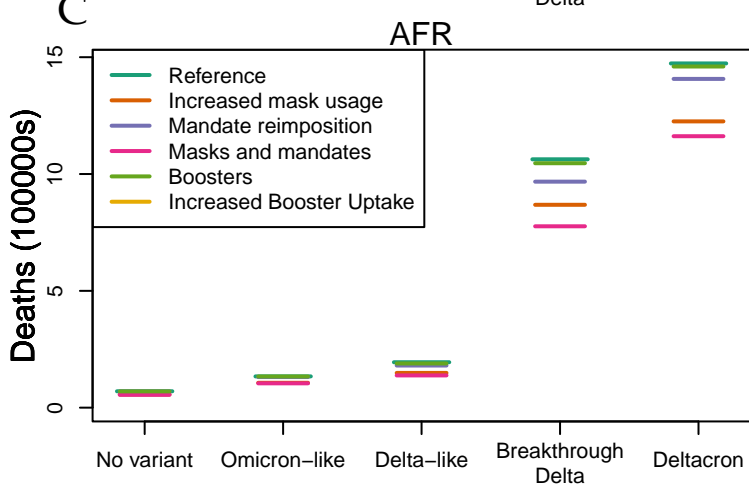 Delta
C
AFR
15
10
5
0
Deaths (100000s)
Reference
Increased mask usage
Mandate reimposition
Masks and mandates
Boosters
Increased Booster Uptake
No variant
Omicron−like
Delta−like
Breakthrough
Delta
Deltacron